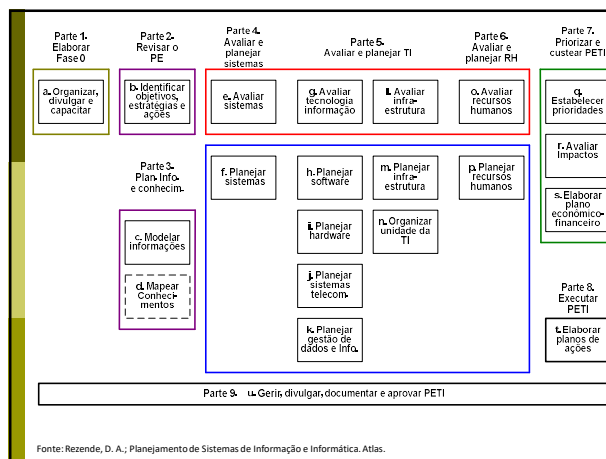 Parte 1.
Elaborar
Fase 0
a. Organizar,
divulgar e
capacitar
Parte 2.
Revisar o
PE
b. Identificar
objetivos,
estratégias e
ações
Parte 3.
Plan. Info.
e conhecim.
c. Modelar
informações
d. Mapear
Conheci-
mentos
Parte 4.
Avaliar e
planejar
sistemas
e. Avaliar
sistemas
f. Planejar
sistemas
Parte 5.
Avaliar e planejar TI
g. Avaliar
tecnologia
informação
h. Planejar
software
i. Planejar
hardware
j. Planejar
sistemas
telecom.
k. Planejar
gestão de
dados e Info.
l. Avaliar
infra-
estrutura
m. Planejar
infra-
estrutura
n. Organizar
unidade da
TI
Parte 6.
Avaliar e
planejar RH
o. Avaliar
recursos
humanos
p. Planejar
recursos
humanos
Parte 7.
Priorizar e
custear PETI
q.
Estabelecer
prioridades
r. Avaliar
Impactos
s. Elaborar
plano
econômico-
financeiro
Parte 8.
Executar
PETI
t. Elaborar
planos de
ações
Parte 9. u. Gerir, divulgar, documentar e aprovar PETI
Fonte: Rezende, D. A.; Planejamento de Sistemas de Informação e Informática. Atlas.